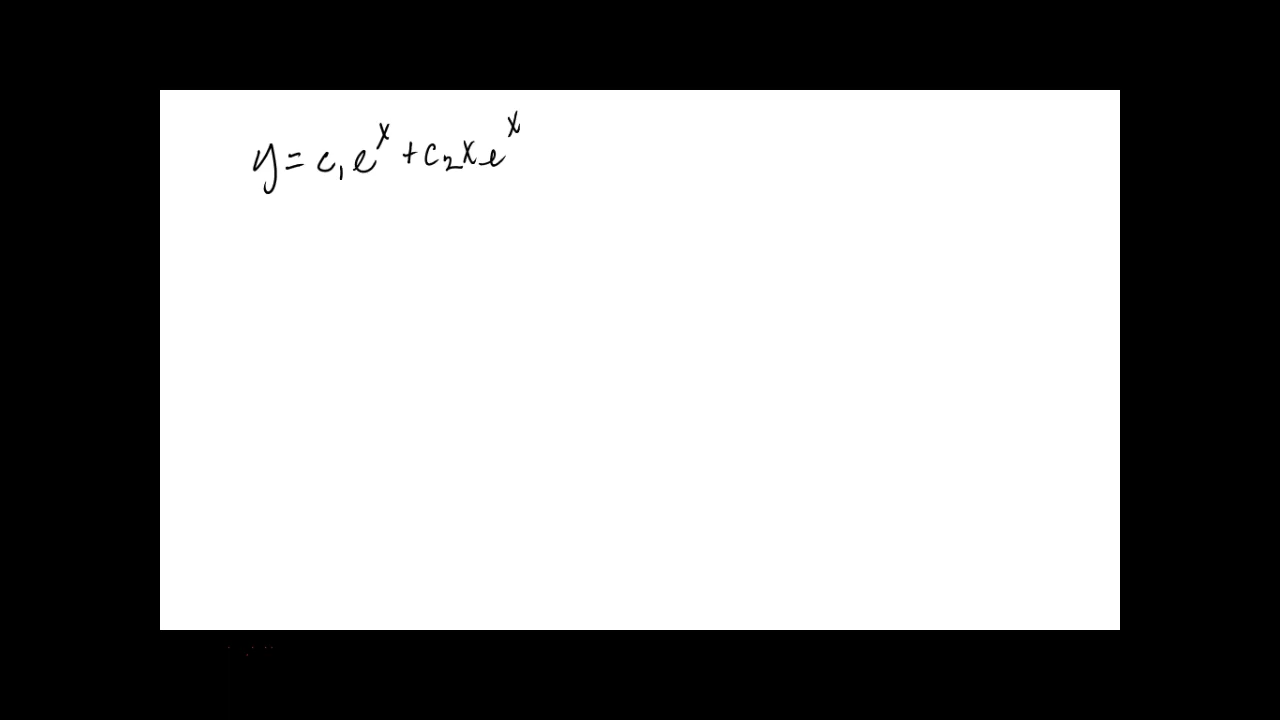 y = c₁eˣ + c₂xeˣ